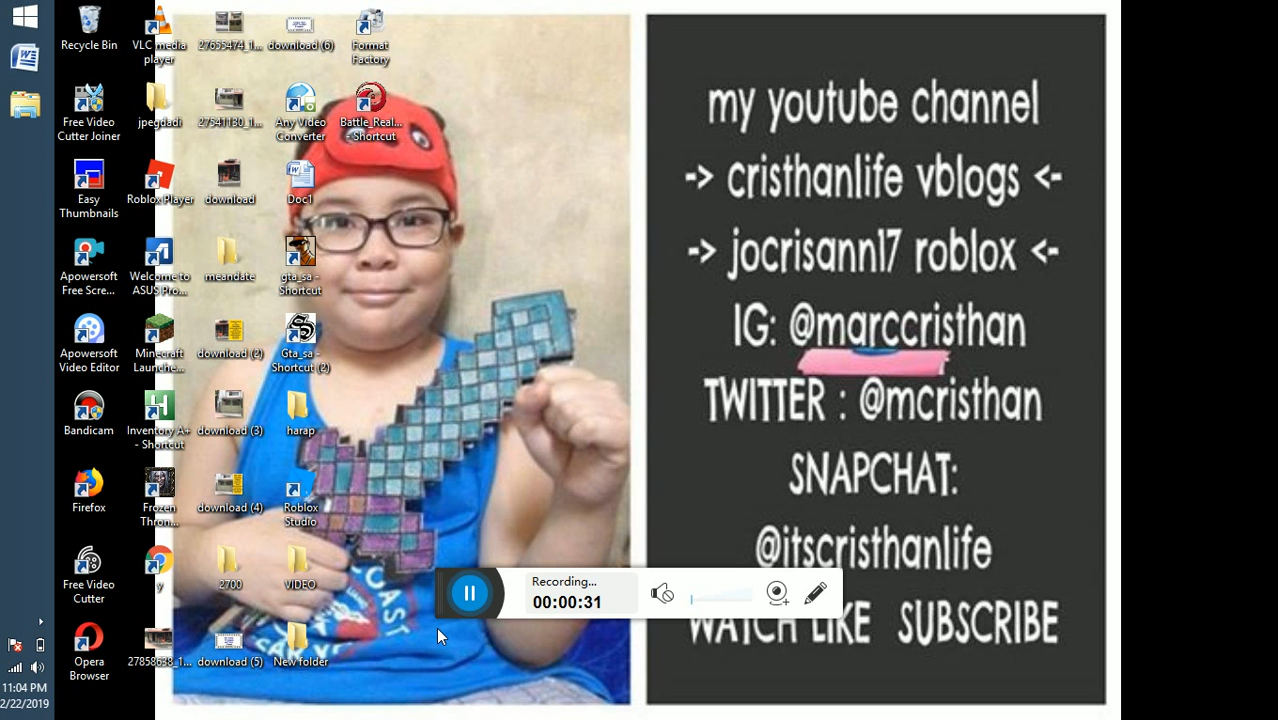 Recycle Bin
VLC media
player
27655474_1...
download (6)
Format
Factory
Free Video
Cutter Joiner
jpegdadi
27541130_1...
Any Video
Converter
Battle_Real...
- Shortcut
Easy
Thumbnails
Roblox Player
download
Doc1
Apowersoft
Free Scre...
Welcome to
ASUS Pro...
meandate
gta_sa -
Shortcut
Apowersoft
Video Editor
Minecraft
Launche...
download (2)
Gta_sa -
Shortcut (2)
Bandicam
Inventory A+
- Shortcut
download (3)
harap
Firefox
Frozen
Thron...
download (4)
Roblox
Studio
Free Video
Cutter
y
2700
VIDEO
Opera
Browser
27858638_1...
download (5)
New folder
11:04 PM
2/22/2019
my youtube channel
-> cristhanlife vblogs <-
-> jocrisann17 roblox <-
IG: @marccristhan
TWITTER : @mcristhan
SNAPCHAT:
@itscristhanlife
WATCH LIKE SUBSCRIBE
Recording...
00:00:31
COAST